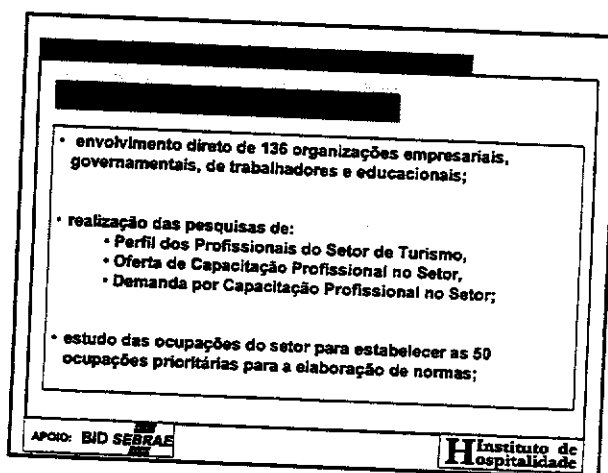 • envolvimento direto de 136 organizações empresariais,
governamentais, de trabalhadores e educacionais;
• realização das pesquisas de:
• Perfil dos Profissionais do Setor de Turismo,
• Oferta de Capacitação Profissional no Setor,
• Demanda por Capacitação Profissional no Setor;
• estudo das ocupações do setor para estabelecer as 50
ocupações prioritárias para a elaboração de normas;
APOIO: BID SEBRAE
Instituto de
Hospitalidade